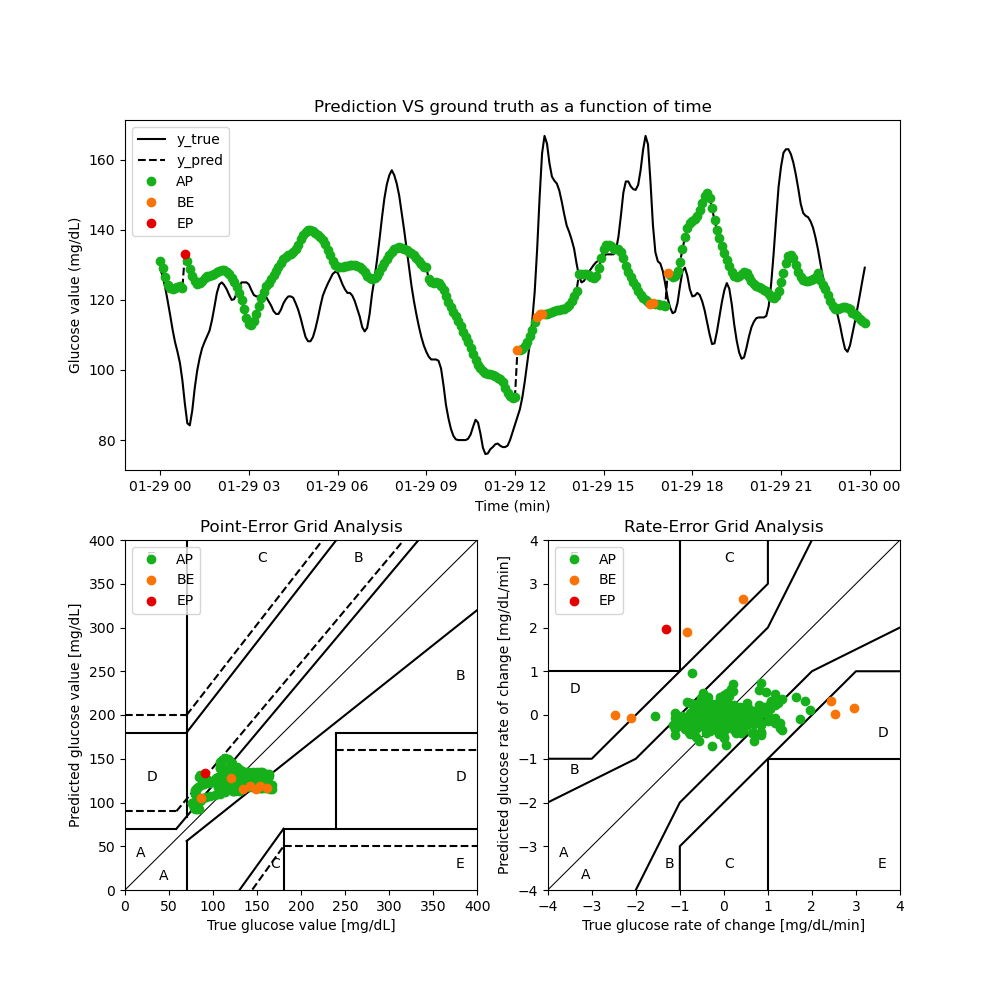 Prediction VS ground truth as a function of time
Glucose value (mg/dL)
160
140
120
100
80
y_true
y_pred
AP
BE
EP
01-29 00 01-29 03 01-29 06 01-29 09 01-29 12 01-29 15 01-29 18 01-29 21 01-30 00
Time (min)
Point-Error Grid Analysis
Predicted glucose value [mg/dL]
400
350
300
250
200
150
100
50
0
AP
BE
EP
C
B
B
D
D
A
A
C
E
0 50 100 150 200 250 300 350 400
True glucose value [mg/dL]
Rate-Error Grid Analysis
Predicted glucose rate of change [mg/dL/min]
4
3
2
1
0
−1
−2
−3
−4
AP
BE
EP
C
D
D
B
A
A
B
C
E
−4 −3 −2 −1 0 1 2 3 4
True glucose rate of change [mg/dL/min]